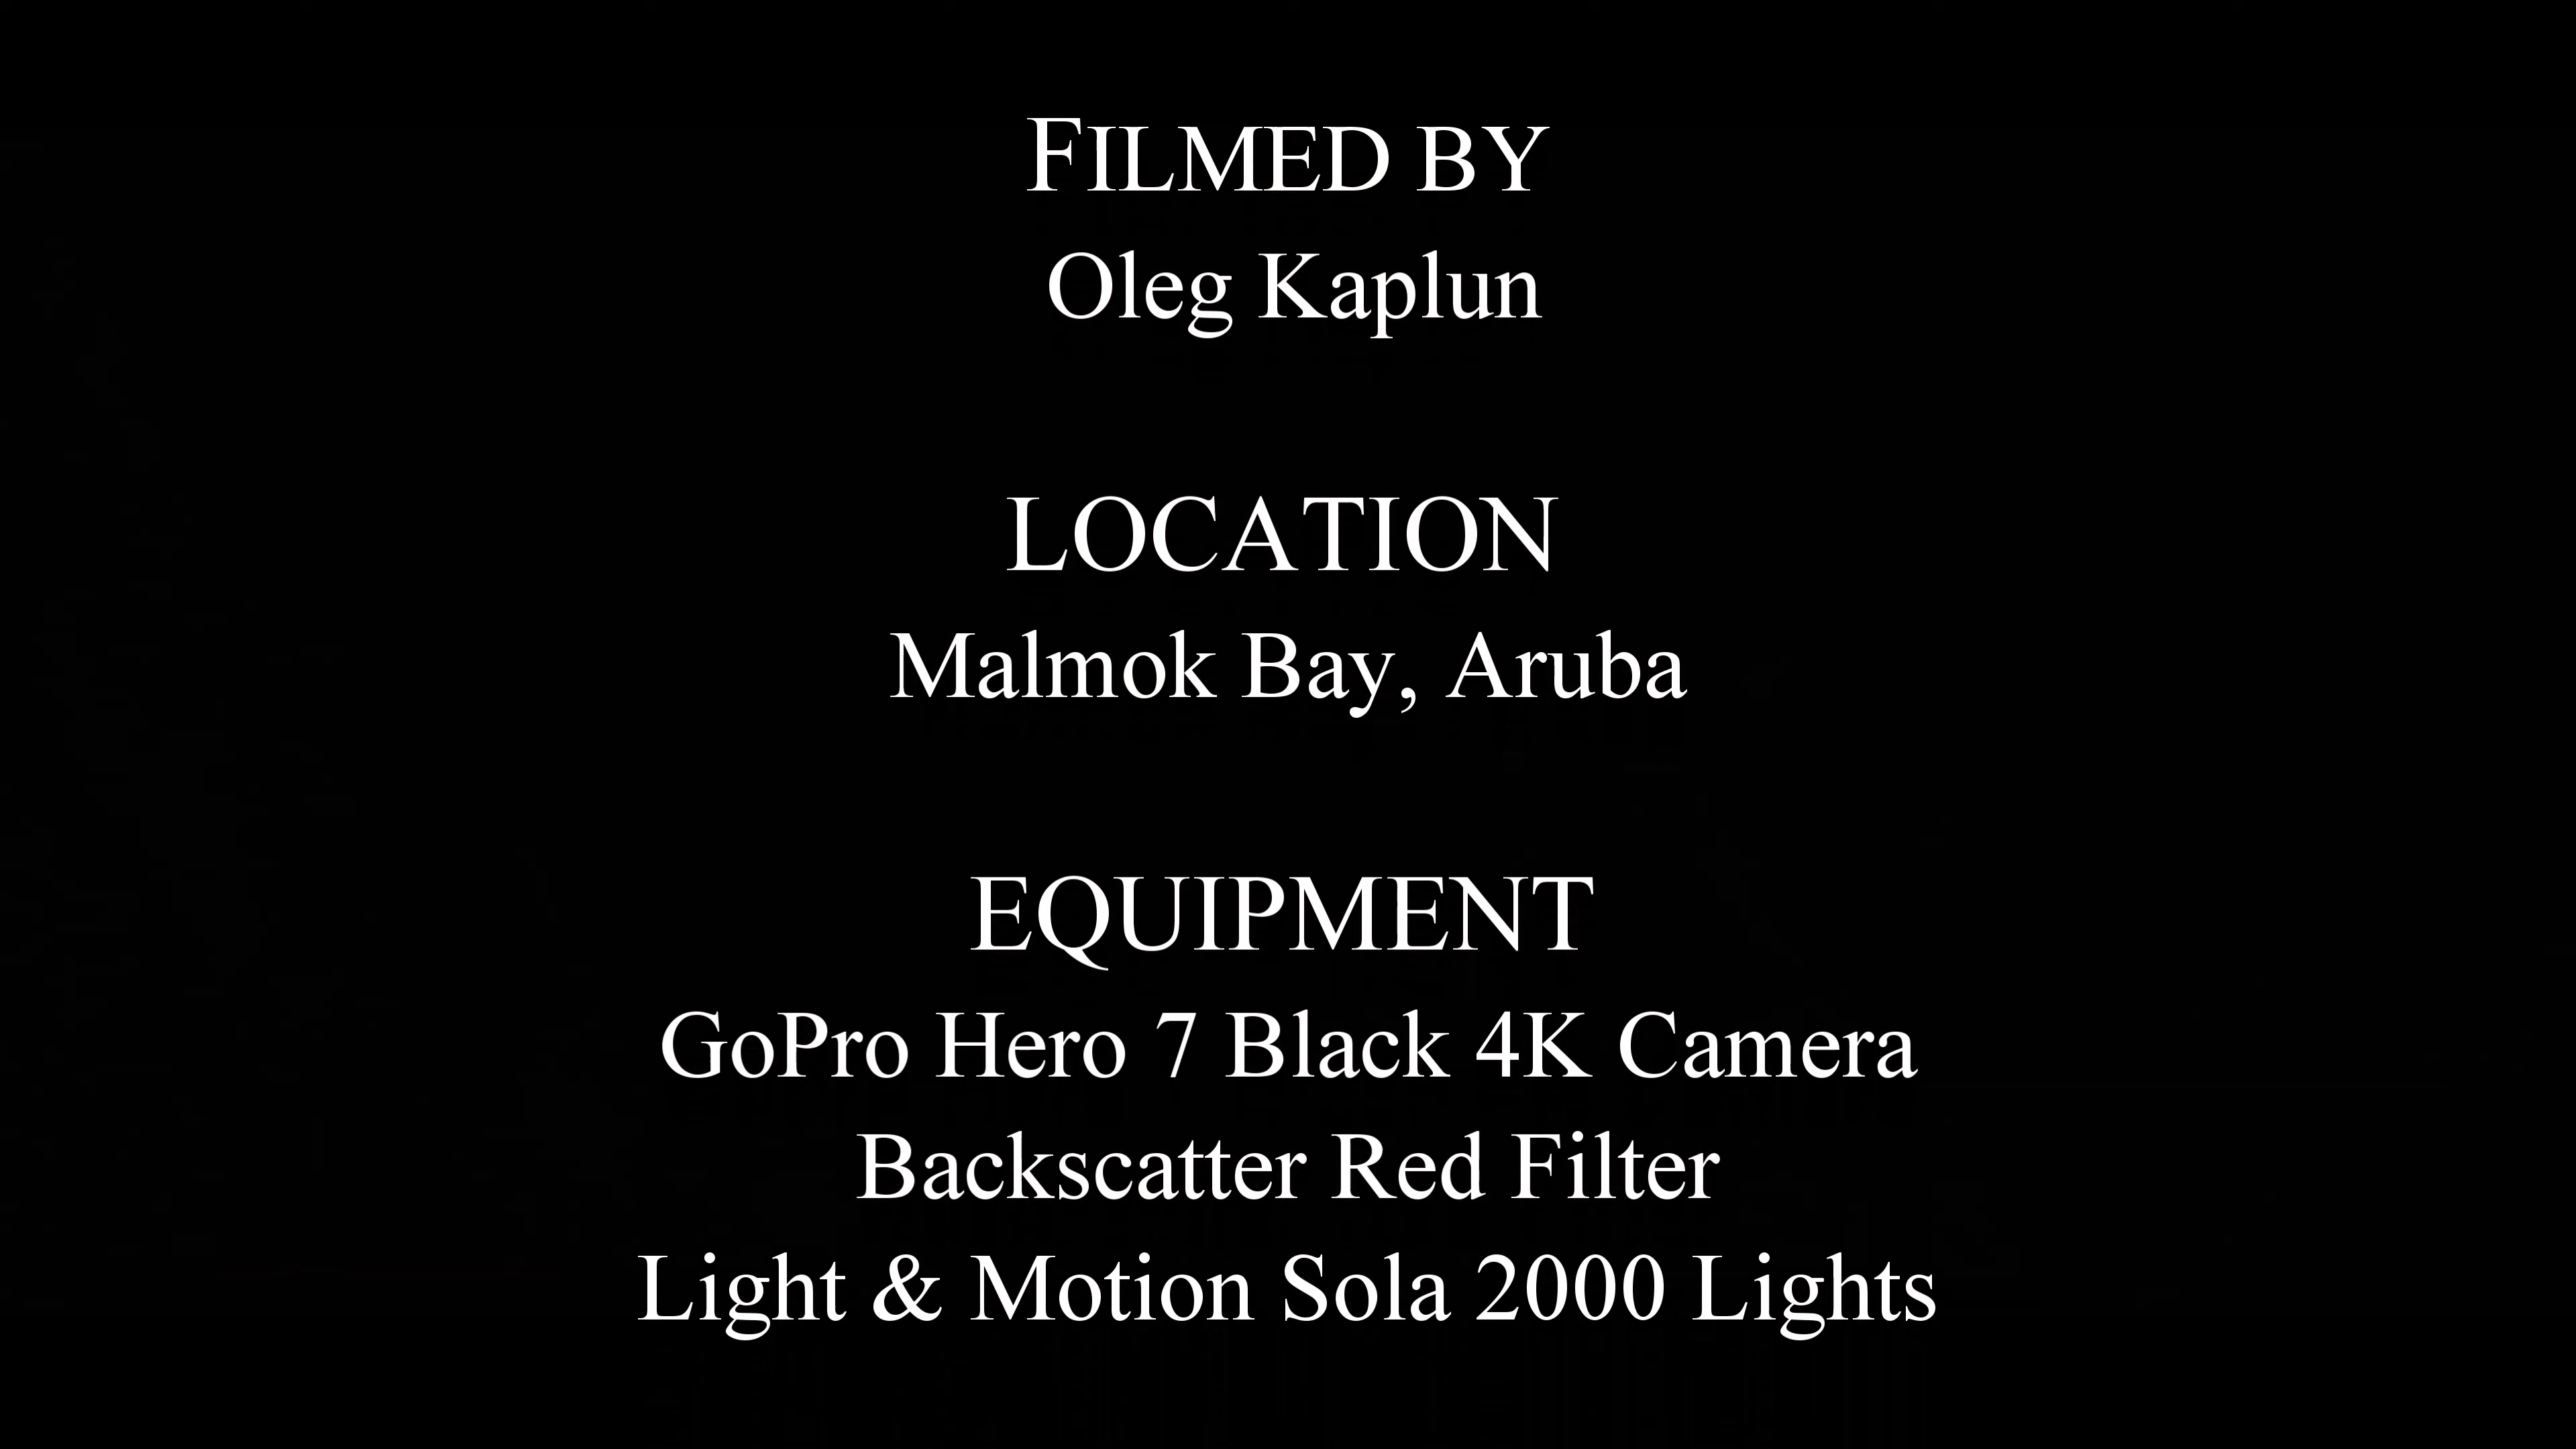 FILMED BY
Oleg Kaplun
LOCATION
Malmok Bay, Aruba
EQUIPMENT
GoPro Hero 7 Black 4K Camera
Backscatter Red Filter
Light & Motion Sola 2000 Lights